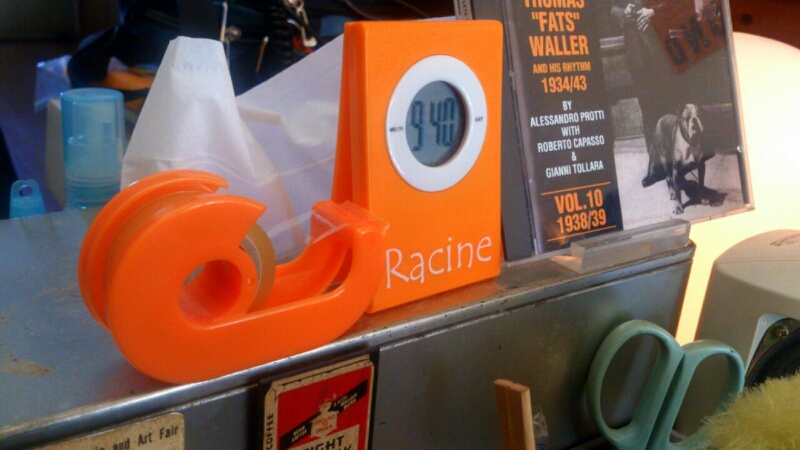 THOMAS
"FATS"
WALLER
AND HIS RHYTHM
1934/43
BY
ALESSANDRO PROTTI
WITH
ROBERTO CAPASSO
&
GIANNI TOLLARA
VOL.10
1938/39
9:40
Racine
and Art Fair
COFFEE